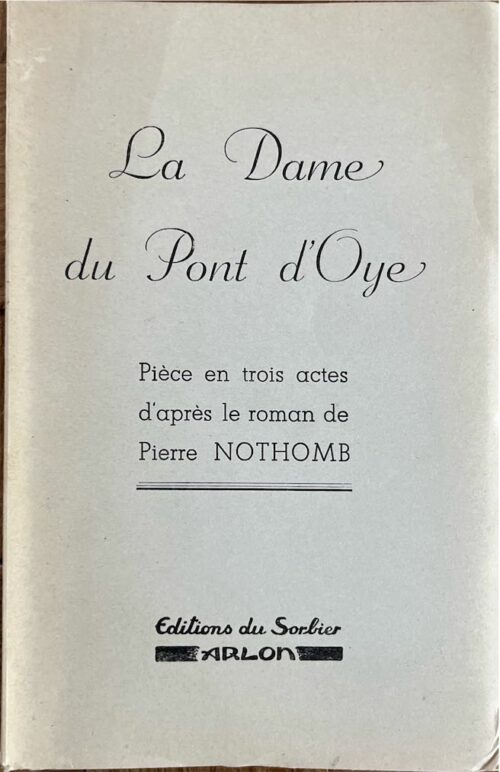 La Dame
du Pont d'Oye
Pièce en trois actes
d'après le roman de
Pierre NOTHOMB
Editions du Sorbier
ARLON